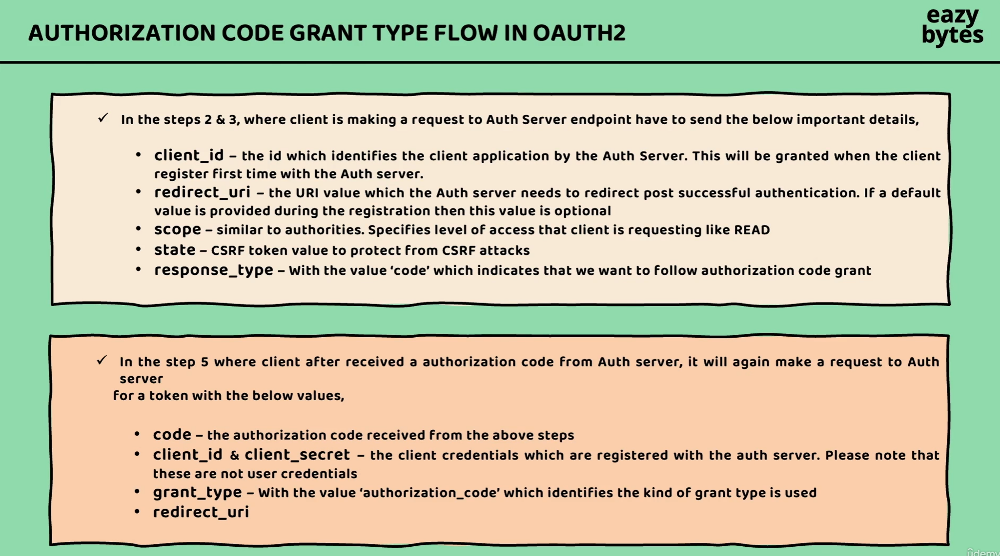 AUTHORIZATION CODE GRANT TYPE FLOW IN OAUTH2
eazy
bytes
✓ In the steps 2 & 3, where client is making a request to Auth Server endpoint have to send the below important details,
• client_id – the id which identifies the client application by the Auth Server. This will be granted when the client
register first time with the Auth server.
• redirect_uri – the URI value which the Auth server needs to redirect post successful authentication. If a default
value is provided during the registration then this value is optional
• scope – similar to authorities. Specifies level of access that client is requesting like READ
• state – CSRF token value to protect from CSRF attacks
• response_type – With the value ‘code’ which indicates that we want to follow authorization code grant
✓ In the step 5 where client after received a authorization code from Auth server, it will again make a request to Auth
server
for a token with the below values,
• code – the authorization code received from the above steps
• client_id & client_secret – the client credentials which are registered with the auth server. Please note that
these are not user credentials
• grant_type – With the value ‘authorization_code’ which identifies the kind of grant type is used
• redirect_uri
ûdemy